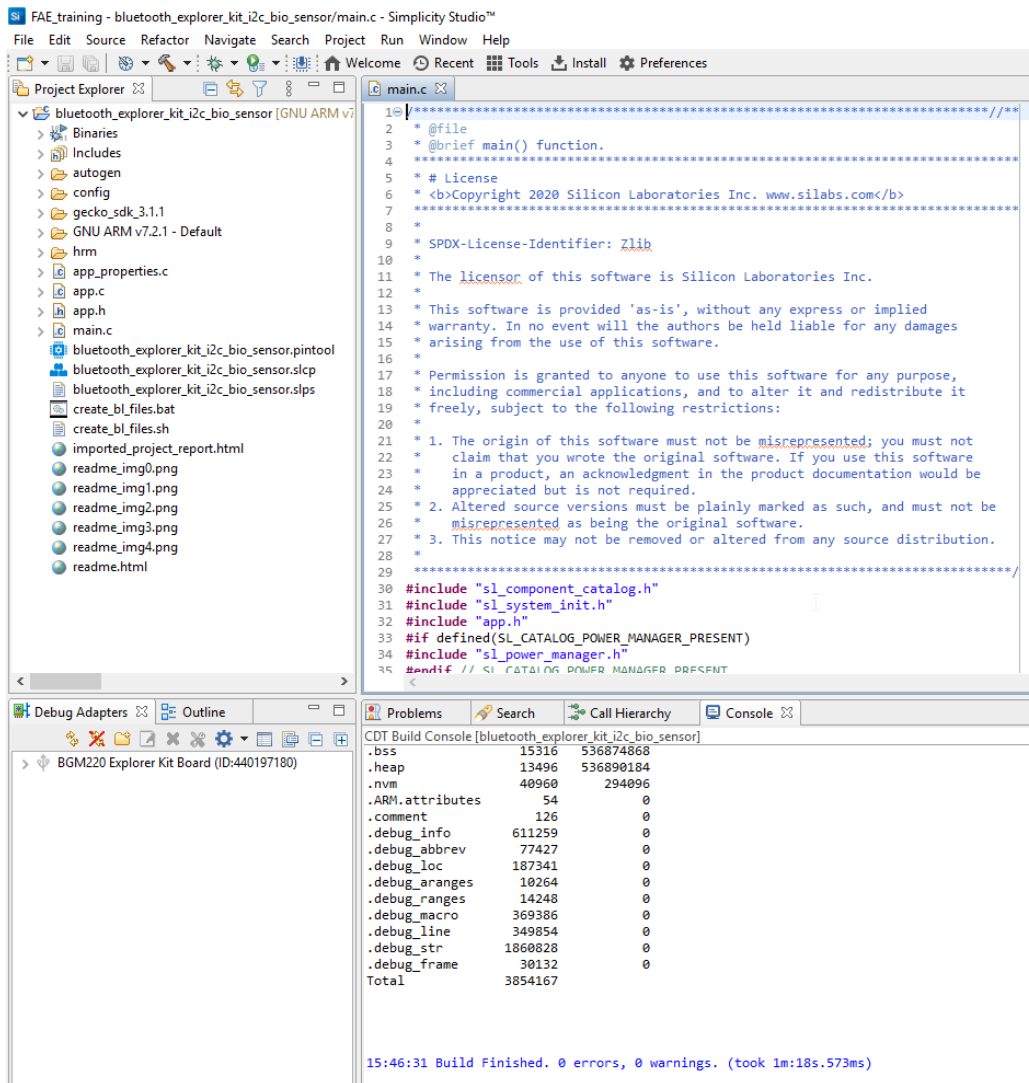 FAE_training - bluetooth_explorer_kit_i2c_bio_sensor/main.c - Simplicity Studio™
File Edit Source Refactor Navigate Search Project Run Window Help
Welcome Recent Tools Install Preferences
Project Explorer
bluetooth_explorer_kit_i2c_bio_sensor [GNU ARM v7
Binaries
Includes
autogen
config
gecko_sdk_3.1.1
GNU ARM v7.2.1 - Default
hrm
app_properties.c
app.c
app.h
main.c
bluetooth_explorer_kit_i2c_bio_sensor.pintool
bluetooth_explorer_kit_i2c_bio_sensor.slcp
bluetooth_explorer_kit_i2c_bio_sensor.slps
create_bl_files.bat
create_bl_files.sh
imported_project_report.html
readme_img0.png
readme_img1.png
readme_img2.png
readme_img3.png
readme_img4.png
readme.html
main.c
1 /***************************************************************************//**
2 * @file
3 * @brief main() function.
4 *******************************************************************************
5 * # License
6 * <b>Copyright 2020 Silicon Laboratories Inc. www.silabs.com</b>
7 *******************************************************************************
8 *
9 * SPDX-License-Identifier: Zlib
10 *
11 * The licensor of this software is Silicon Laboratories Inc.
12 *
13 * This software is provided 'as-is', without any express or implied
14 * warranty. In no event will the authors be held liable for any damages
15 * arising from the use of this software.
16 *
17 * Permission is granted to anyone to use this software for any purpose,
18 * including commercial applications, and to alter it and redistribute it
19 * freely, subject to the following restrictions:
20 *
21 * 1. The origin of this software must not be misrepresented; you must not
22 *    claim that you wrote the original software. If you use this software
23 *    in a product, an acknowledgment in the product documentation would be
24 *    appreciated but is not required.
25 * 2. Altered source versions must be plainly marked as such, and must not be
26 *    misrepresented as being the original software.
27 * 3. This notice may not be removed or altered from any source distribution.
28 *
29 ******************************************************************************/
30 #include "sl_component_catalog.h"
31 #include "sl_system_init.h"
32 #include "app.h"
33 #if defined(SL_CATALOG_POWER_MANAGER_PRESENT)
34 #include "sl_power_manager.h"
35 #endif // SL_CATALOG_POWER_MANAGER_PRESENT
Debug Adapters Outline
BGM220 Explorer Kit Board (ID:440197180)
Problems Search Call Hierarchy Console
CDT Build Console [bluetooth_explorer_kit_i2c_bio_sensor]
.bss 15316 536874868
.heap 13496 536890184
.nvm 40960 294096
.ARM.attributes 54 0
.comment 126 0
.debug_info 611259 0
.debug_abbrev 77427 0
.debug_loc 187341 0
.debug_aranges 10264 0
.debug_ranges 14248 0
.debug_macro 369386 0
.debug_line 349854 0
.debug_str 1860828 0
.debug_frame 30132 0
Total 3854167
15:46:31 Build Finished. 0 errors, 0 warnings. (took 1m:18s.573ms)